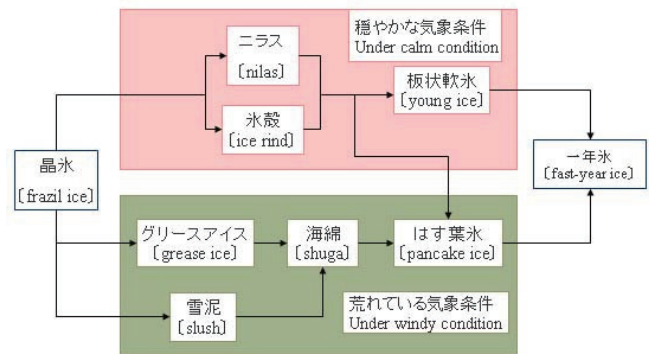 穏やかな気象条件
Under calm condition
ニラス
〔nilas〕
氷殻
〔ice rind〕
板状軟氷
〔young ice〕
晶氷
〔frazil ice〕
一年氷
〔fast-year ice〕
グリースアイス
〔grease ice〕
海綿
〔shuga〕
はす葉氷
〔pancake ice〕
雪泥
〔slush〕
荒れている気象条件
Under windy condition